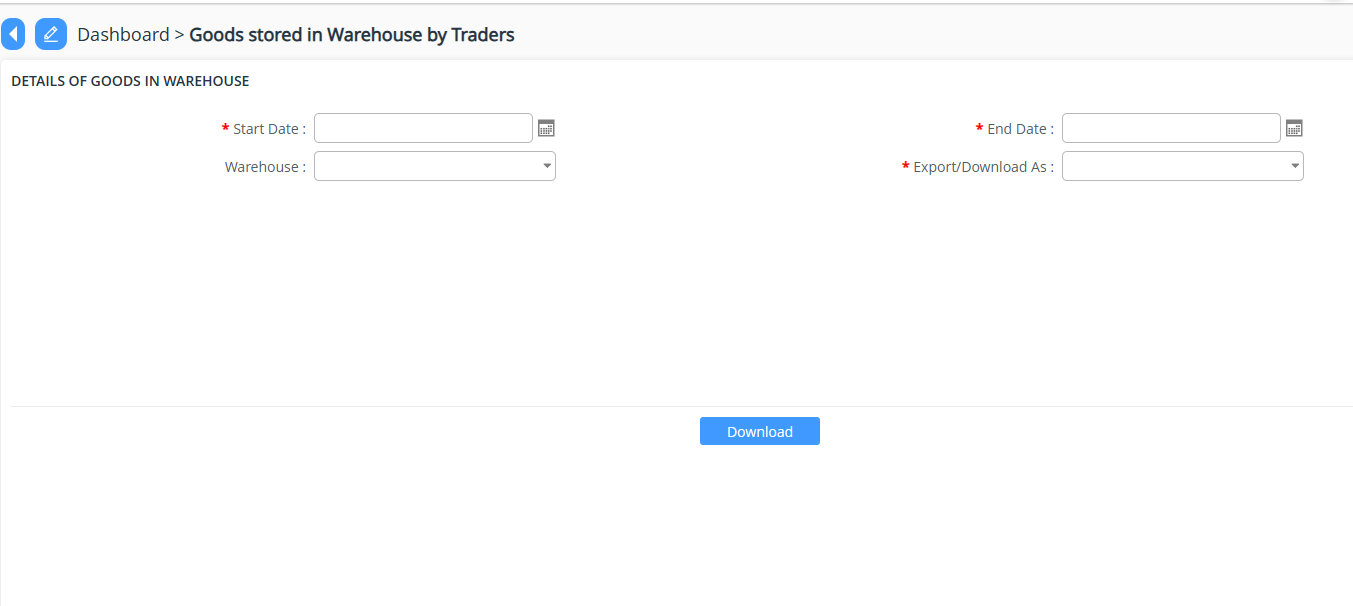 Dashboard > Goods stored in Warehouse by Traders
DETAILS OF GOODS IN WAREHOUSE
* Start Date :
* End Date :
Warehouse :
* Export/Download As :
Download